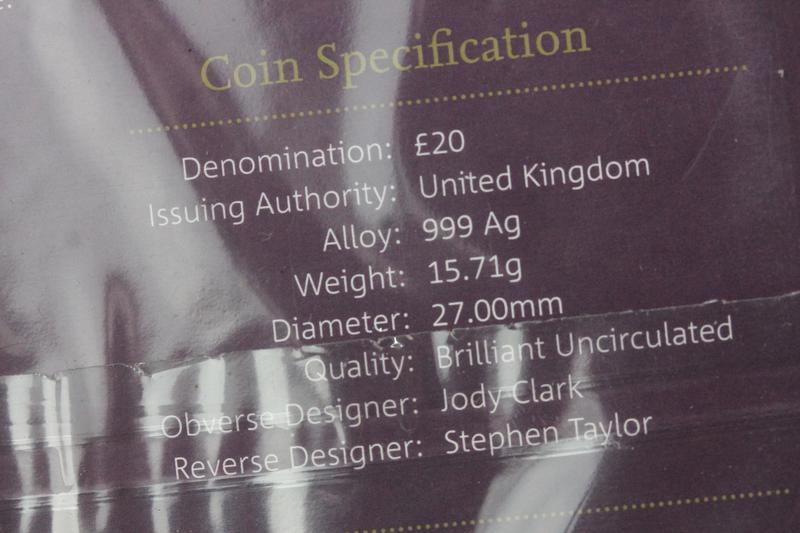 Coin Specification
Denomination: £20
Issuing Authority: United Kingdom
Alloy: 999 Ag
Weight: 15.71g
Diameter: 27.00mm
Quality: Brilliant Uncirculated
Obverse Designer: Jody Clark
Reverse Designer: Stephen Taylor